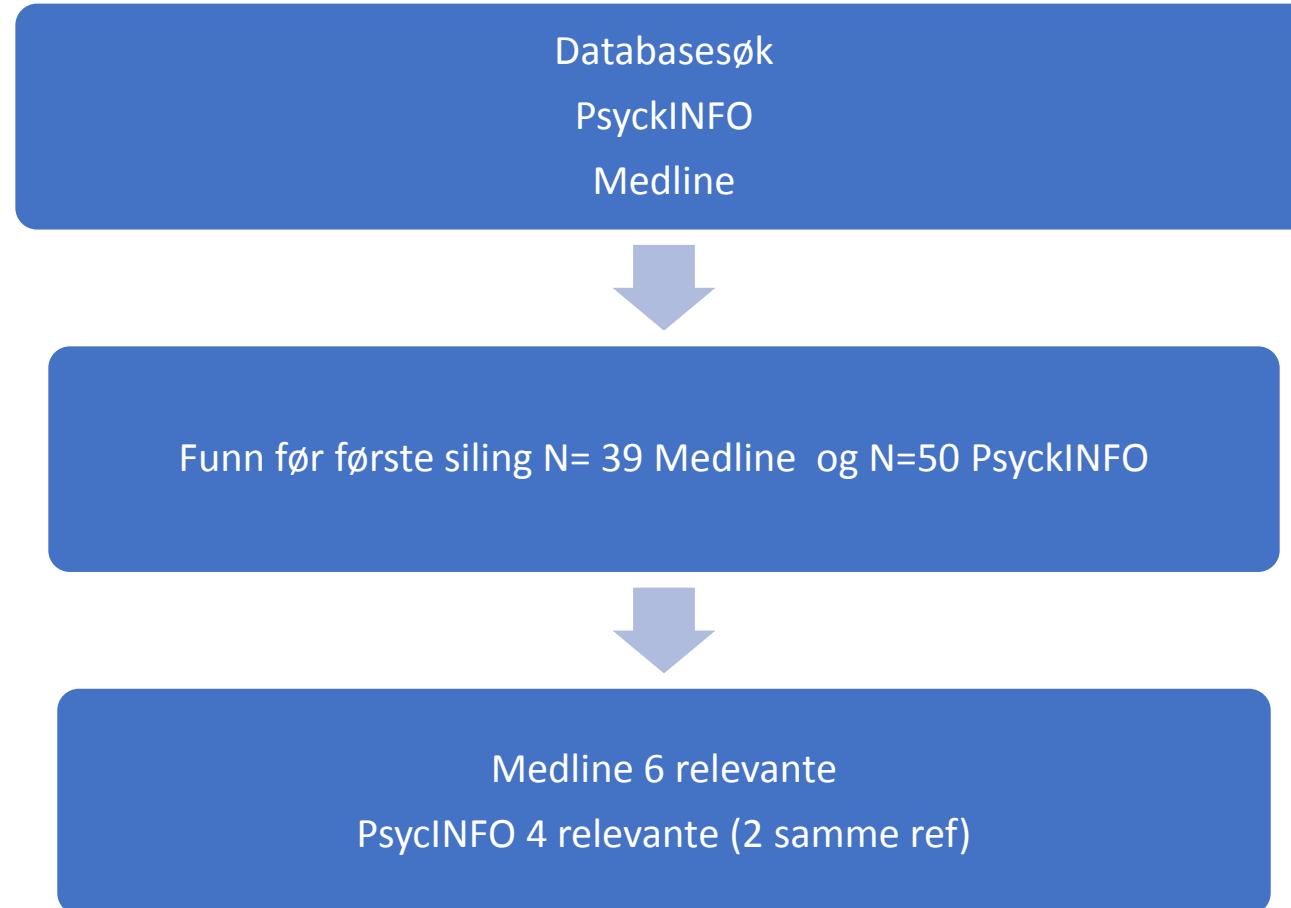 Databasesøk
PsyckINFO
Medline
Funn før første siling N= 39 Medline  og N=50 PsyckINFO
Medline 6 relevante
PsycINFO 4 relevante (2 samme ref)